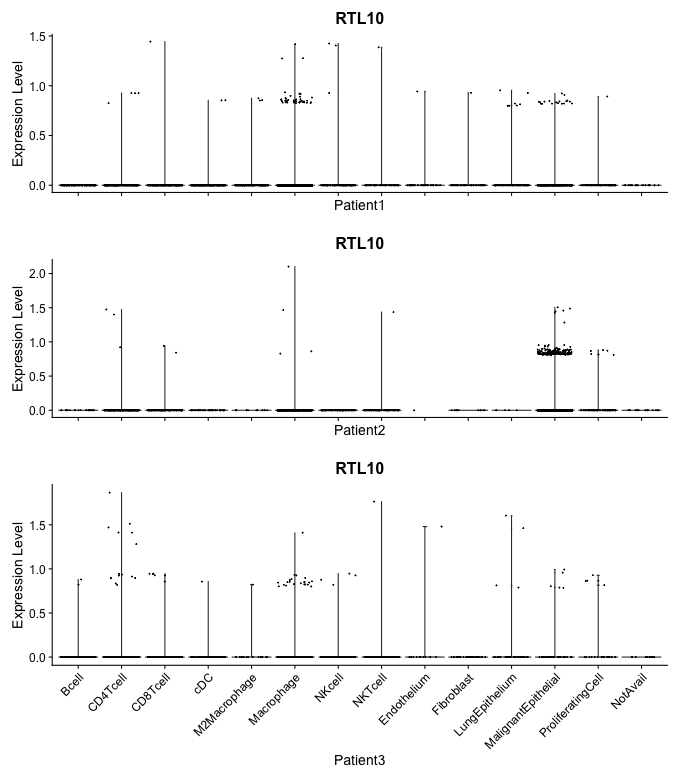 RTL10
Expression Level
1.5
1.0
0.5
0.0
Patient1
RTL10
Expression Level
2.0
1.5
1.0
0.5
0.0
Patient2
RTL10
Expression Level
1.5
1.0
0.5
0.0
Bcell
CD4Tcell
CD8Tcell
cDC
M2Macrophage
Macrophage
NKcell
NKTcell
Endothelium
Fibroblast
LungEpithelium
MalignantEpithelial
ProliferatingCell
NotAvail
Patient3